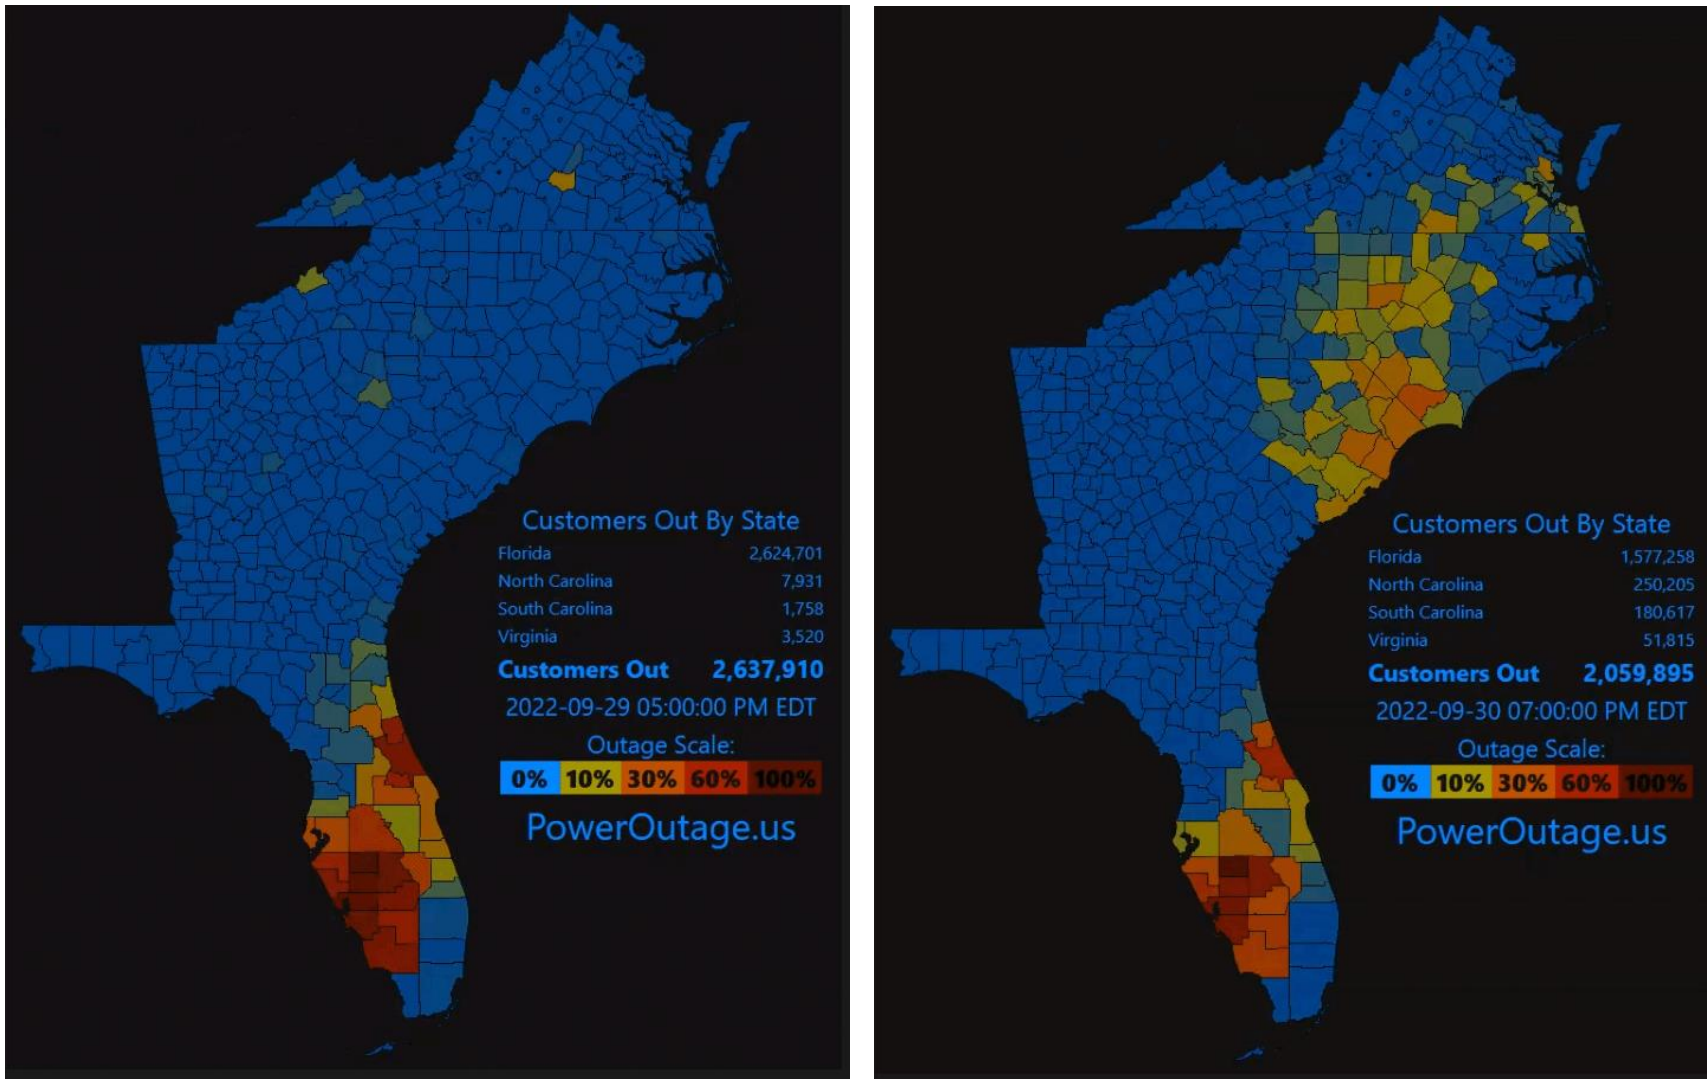 Customers Out By State
Florida 2,624,701
North Carolina 7,931
South Carolina 1,758
Virginia 3,520
Customers Out 2,637,910
2022-09-29 05:00:00 PM EDT
Outage Scale:
0% 10% 30% 60% 100%
PowerOutage.us
Customers Out By State
Florida 1,577,258
North Carolina 250,205
South Carolina 180,617
Virginia 51,815
Customers Out 2,059,895
2022-09-30 07:00:00 PM EDT
Outage Scale:
0% 10% 30% 60% 100%
PowerOutage.us